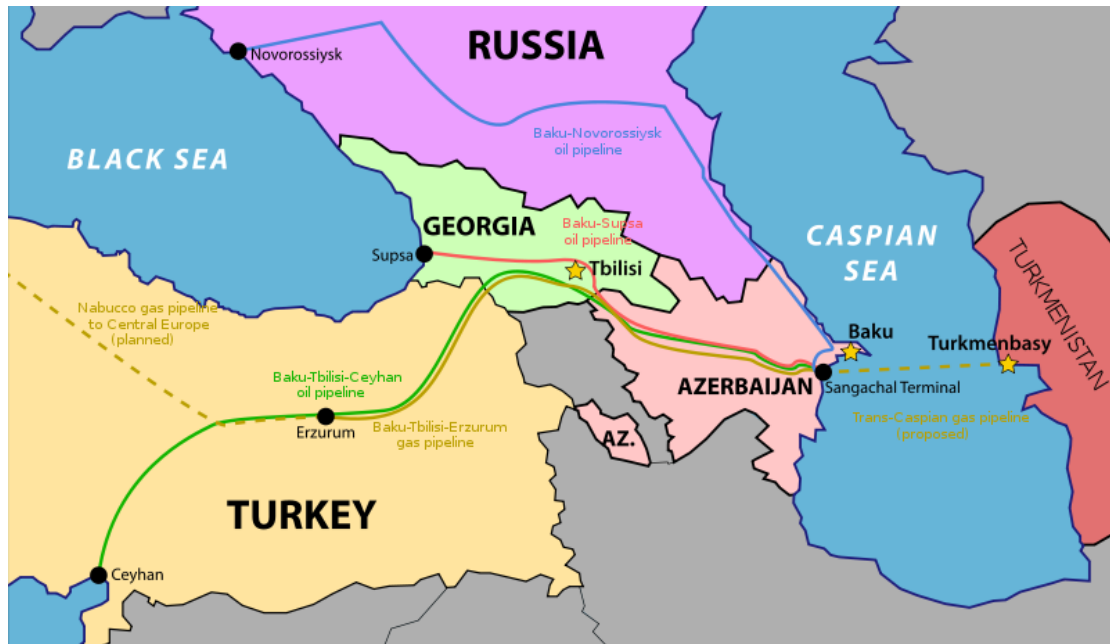 RUSSIA
Novorossiysk
Baku-Novorossiysk
oil pipeline
BLACK SEA
GEORGIA
Baku-Supsa
oil pipeline
Supsa
Tbilisi
CASPIAN
SEA
TURKMENISTAN
Nabucco gas pipeline
to Central Europe
(planned)
Baku
Turkmenbasy
Baku-Tbilisi-Ceyhan
oil pipeline
AZERBAIJAN
Sangachal Terminal
Erzurum
Baku-Tbilisi-Erzurum
gas pipeline
Trans-Caspian gas pipeline
(proposed)
AZ.
TURKEY
Ceyhan